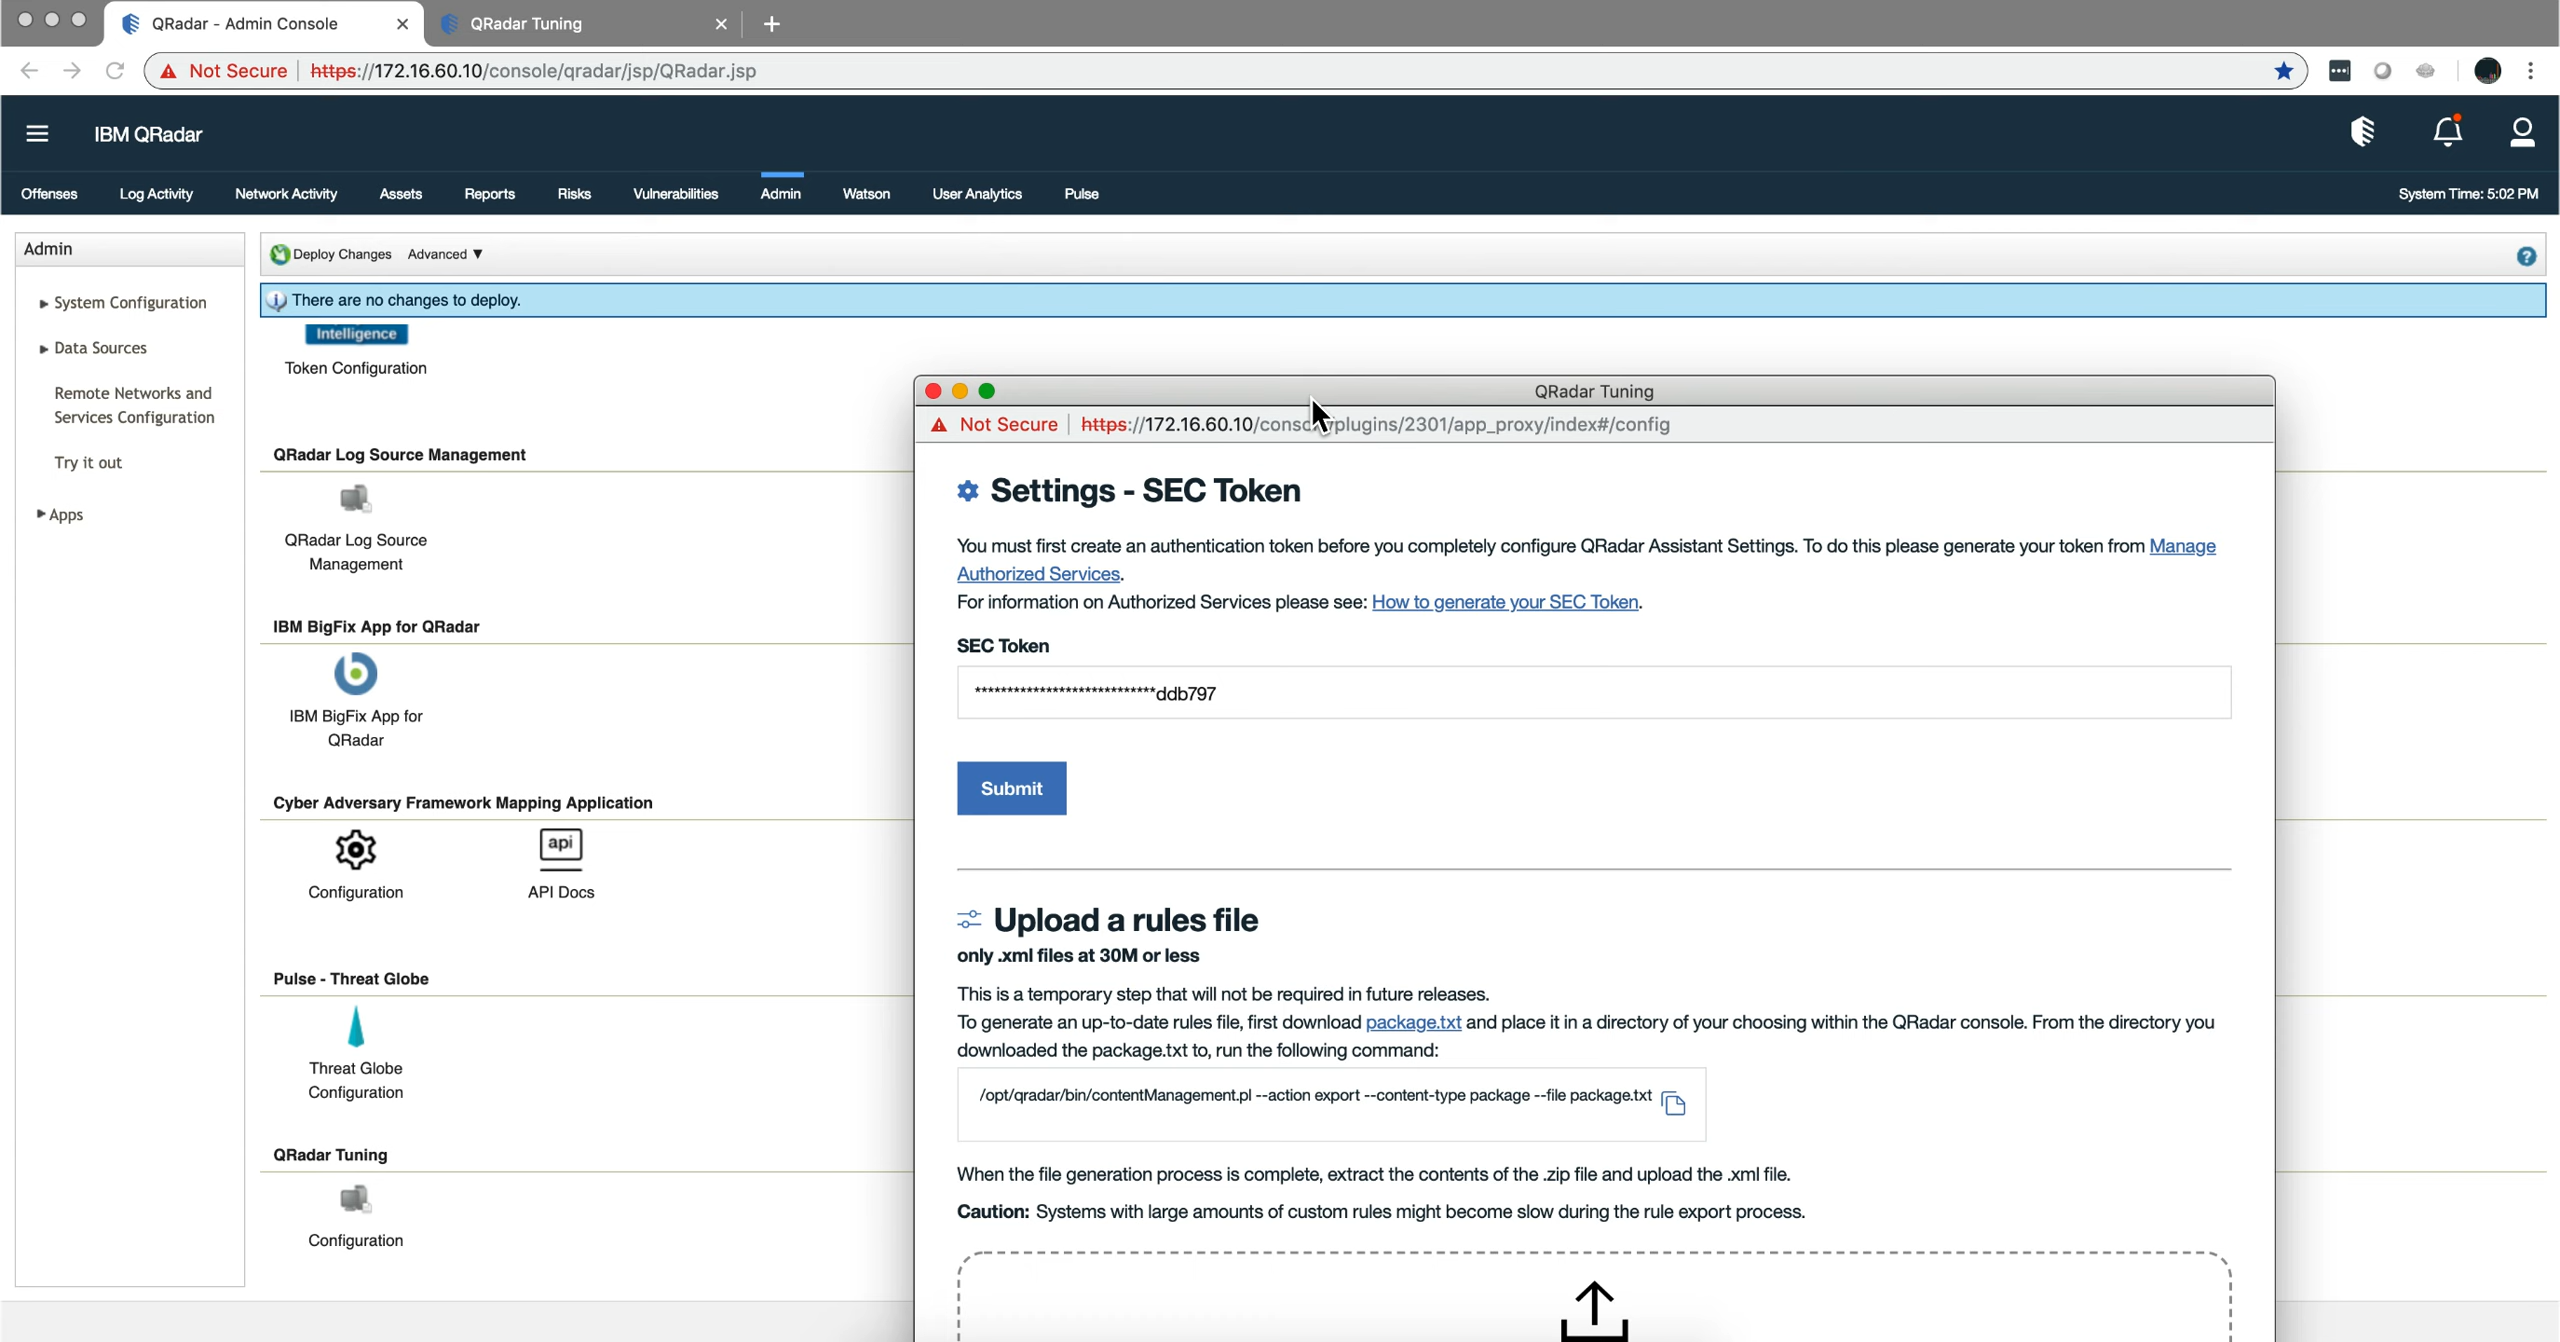 QRadar - Admin Console
QRadar Tuning
Not Secure
https://172.16.60.10/console/qradar/jsp/QRadar.jsp
IBM QRadar
Offenses
Log Activity
Network Activity
Assets
Reports
Risks
Vulnerabilities
Admin
Watson
User Analytics
Pulse
System Time: 5:02 PM
Admin
System Configuration
Data Sources
Remote Networks and
Services Configuration
Try it out
Apps
Deploy Changes
Advanced ▼
There are no changes to deploy.
Intelligence
Token Configuration
QRadar Log Source Management
QRadar Log Source
Management
IBM BigFix App for QRadar
IBM BigFix App for
QRadar
Cyber Adversary Framework Mapping Application
api
Configuration
API Docs
Pulse - Threat Globe
Threat Globe
Configuration
QRadar Tuning
Configuration
QRadar Tuning
Not Secure
https://172.16.60.10/ plugins/2301/app_proxy/index#/config
Settings - SEC Token
You must first create an authentication token before you completely configure QRadar Assistant Settings. To do this please generate your token from Manage
Authorized Services.
For information on Authorized Services please see: How to generate your SEC Token.
SEC Token
****************************ddb797
Submit
Upload a rules file
only .xml files at 30M or less
This is a temporary step that will not be required in future releases.
To generate an up-to-date rules file, first download package.txt and place it in a directory of your choosing within the QRadar console. From the directory you
downloaded the package.txt to, run the following command:
/opt/qradar/bin/contentManagement.pl --action export --content-type package --file package.txt
When the file generation process is complete, extract the contents of the .zip file and upload the .xml file.
Caution: Systems with large amounts of custom rules might become slow during the rule export process.